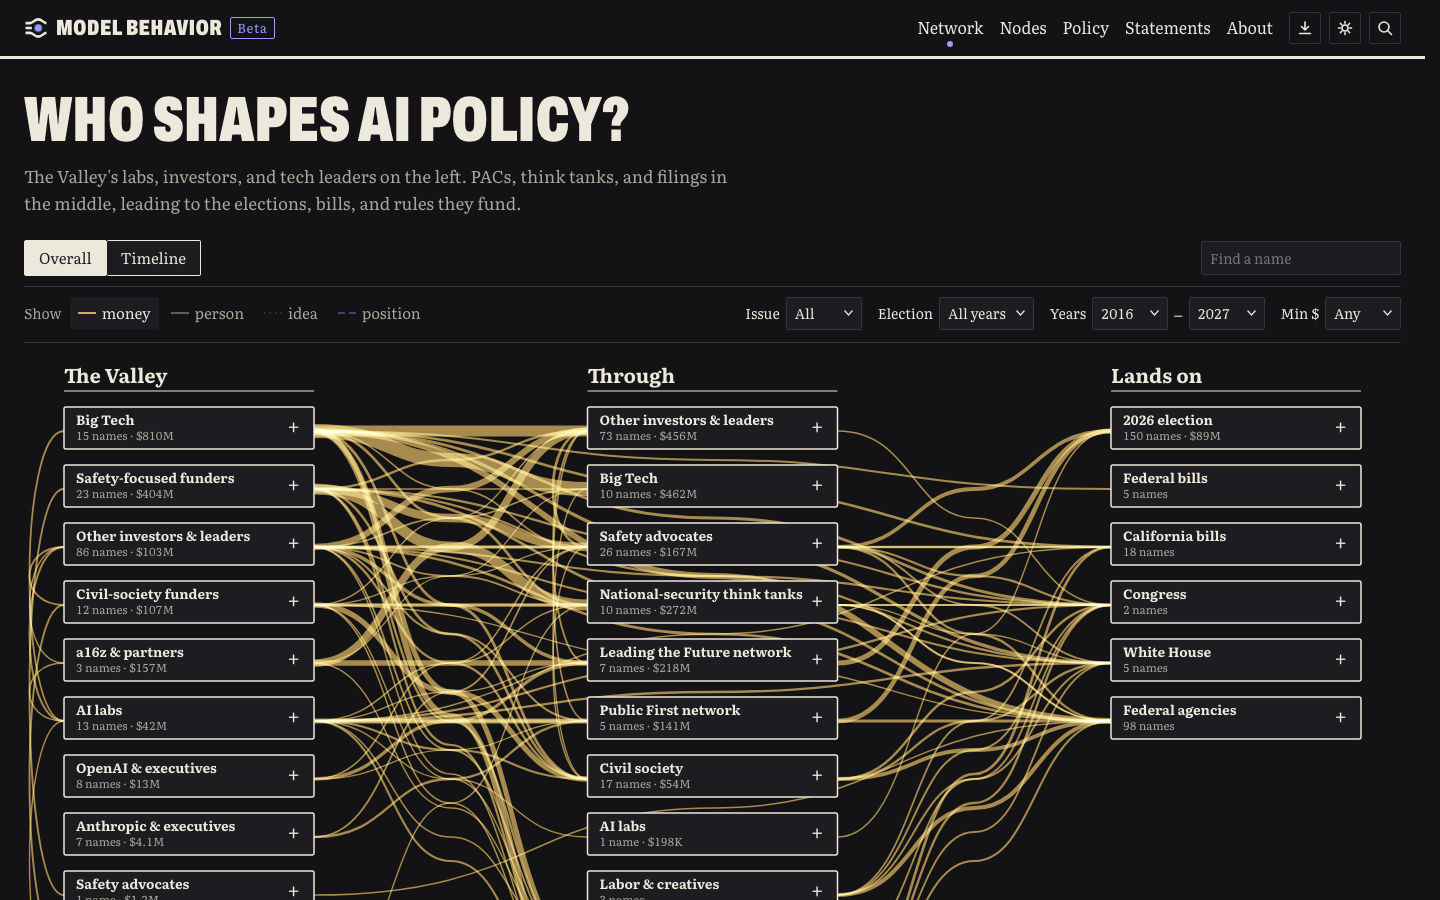 MODEL BEHAVIOR Beta
Network Nodes Policy Statements About
WHO SHAPES AI POLICY?
The Valley's labs, investors, and tech leaders on the left. PACs, think tanks, and filings in
the middle, leading to the elections, bills, and rules they fund.
Overall Timeline
Find a name
Show money person idea position
Issue All Election All years Years 2016 – 2027 Min $ Any
The Valley
Big Tech
15 names · $810M
Safety-focused funders
23 names · $404M
Other investors & leaders
86 names · $103M
Civil-society funders
12 names · $107M
a16z & partners
3 names · $157M
AI labs
13 names · $42M
OpenAI & executives
8 names · $13M
Anthropic & executives
7 names · $4.1M
Safety advocates
1 name · $1.2M
Through
Other investors & leaders
73 names · $456M
Big Tech
10 names · $462M
Safety advocates
26 names · $167M
National-security think tanks
10 names · $272M
Leading the Future network
7 names · $218M
Public First network
5 names · $141M
Civil society
17 names · $54M
AI labs
1 name · $198K
Labor & creatives
Lands on
2026 election
150 names · $89M
Federal bills
5 names
California bills
18 names
Congress
2 names
White House
5 names
Federal agencies
98 names